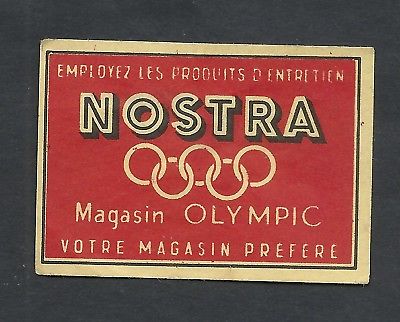 EMPLOYEZ LES PRODUITS D'ENTRETIEN
NOSTRA
Magasin OLYMPIC
VOTRE MAGASIN PREFERE